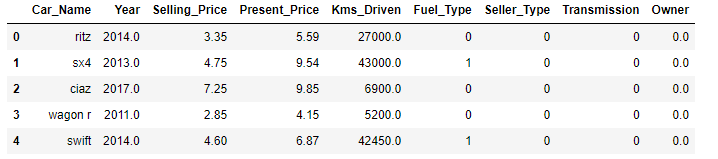 Car_Name Year Selling_Price Present_Price Kms_Driven Fuel_Type Seller_Type Transmission Owner
0 ritz 2014.0 3.35 5.59 27000.0 0 0 0 0.0
1 sx4 2013.0 4.75 9.54 43000.0 1 0 0 0.0
2 ciaz 2017.0 7.25 9.85 6900.0 0 0 0 0.0
3 wagon r 2011.0 2.85 4.15 5200.0 0 0 0 0.0
4 swift 2014.0 4.60 6.87 42450.0 1 0 0 0.0